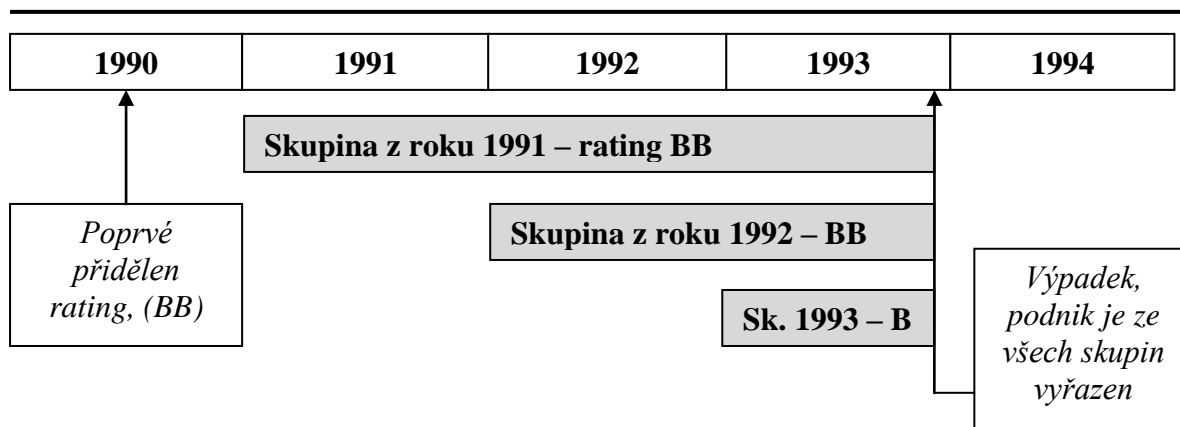 1990 1991 1992 1993 1994
Skupina z roku 1991 – rating BB
Poprvé
přidělen
rating, (BB)
Skupina z roku 1992 – BB
Sk. 1993 – B
Výpadek,
podnik je ze
všech skupin
vyřazen